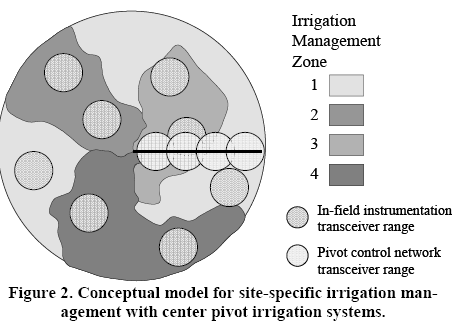 Irrigation
Management
Zone
1
2
3
4
In-field instrumentation
transceiver range
Pivot control network
transceiver range
Figure 2. Conceptual model for site-specific irrigation man-
agement with center pivot irrigation systems.